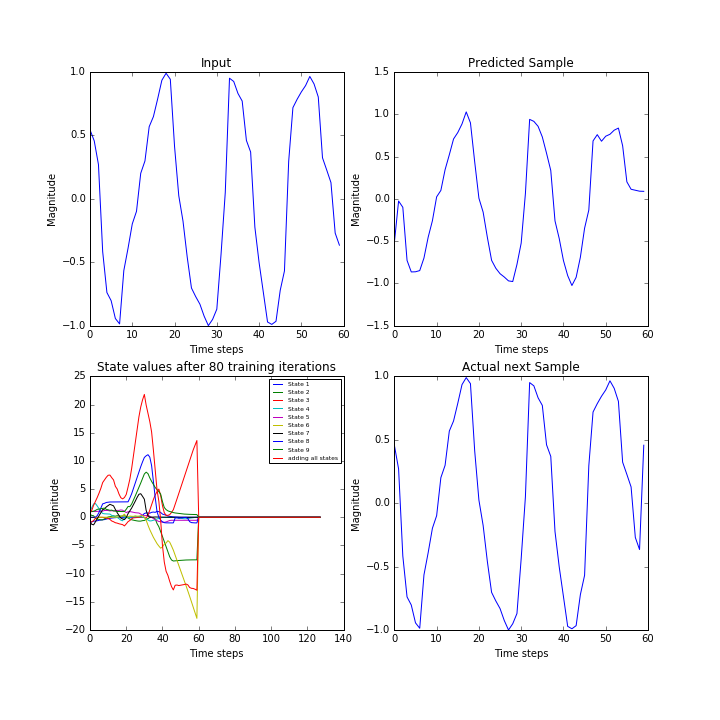 Input
Magnitude
1.0
0.5
0.0
−0.5
−1.0
0 10 20 30 40 50 60
Time steps
Predicted Sample
Magnitude
1.5
1.0
0.5
0.0
−0.5
−1.0
−1.5
0 10 20 30 40 50 60
Time steps
State values after 80 training iterations
Magnitude
25
20
15
10
5
0
−5
−10
−15
−20
0 20 40 60 80 100 120 140
Time steps
State 1
State 2
State 3
State 4
State 5
State 6
State 7
State 8
State 9
adding all states
Actual next Sample
Magnitude
1.0
0.5
0.0
−0.5
−1.0
0 10 20 30 40 50 60
Time steps